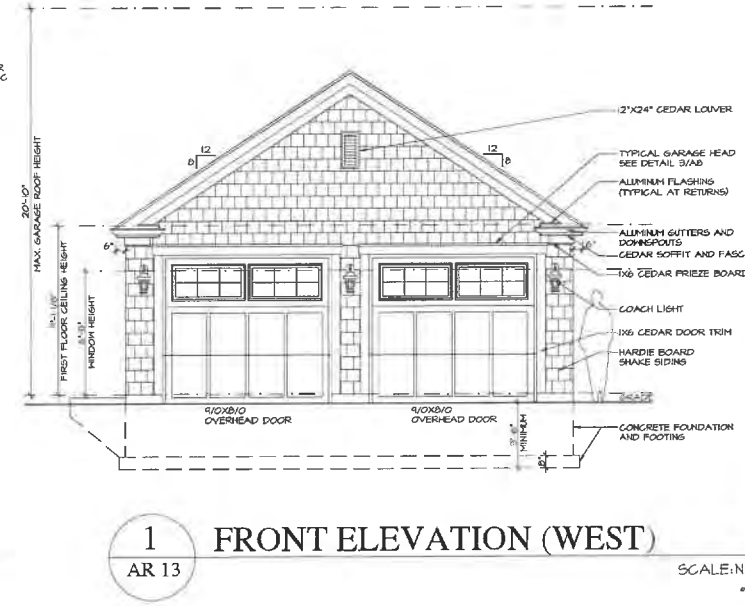 R
C
20'-10"
MAX. GARAGE ROOF HEIGHT
FIRST FLOOR CEILING HEIGHT
WINDOW HEIGHT
12
8
12
8
6"
6"
2"X24" CEDAR LOUVER
TYPICAL GARAGE HEAD
SEE DETAIL 3/A8
ALUMINUM FLASHING
(TYPICAL AT RETURNS)
ALUMINUM GUTTERS AND
DOWNSPOUTS
CEDAR SOFFIT AND FASC
1X6 CEDAR FRIEZE BOARD
COACH LIGHT
1X6 CEDAR DOOR TRIM
HARDIE BOARD
SHAKE SIDING
GRADE
9/0X8/0
OVERHEAD DOOR
9/0X8/0
OVERHEAD DOOR
MINIMUM
8"
CONCRETE FOUNDATION
AND FOOTING
1
AR 13
FRONT ELEVATION (WEST)
SCALE:N